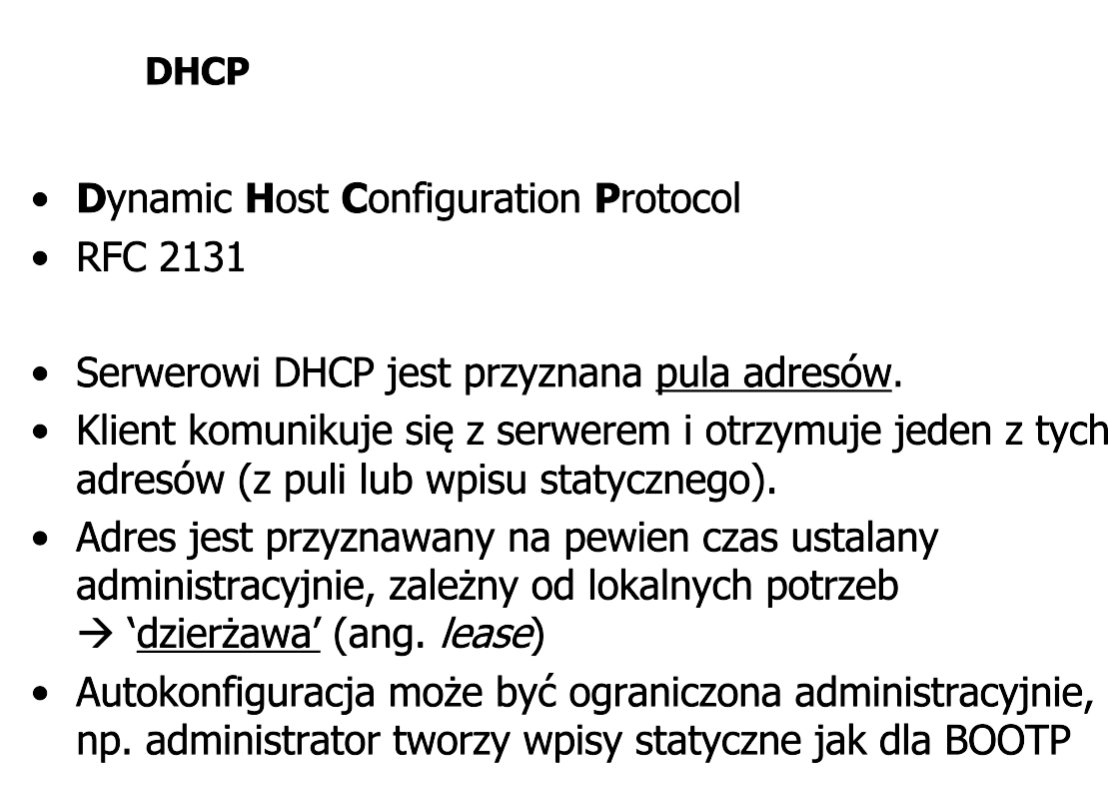 DHCP
• Dynamic Host Configuration Protocol
• RFC 2131
• Serwerowi DHCP jest przyznana pula adresów.
• Klient komunikuje się z serwerem i otrzymuje jeden z tych
adresów (z puli lub wpisu statycznego).
• Adres jest przyznawany na pewien czas ustalany
administracyjnie, zależny od lokalnych potrzeb
→ ‘dzierżawa’ (ang. lease)
• Autokonfiguracja może być ograniczona administracyjnie,
np. administrator tworzy wpisy statyczne jak dla BOOTP